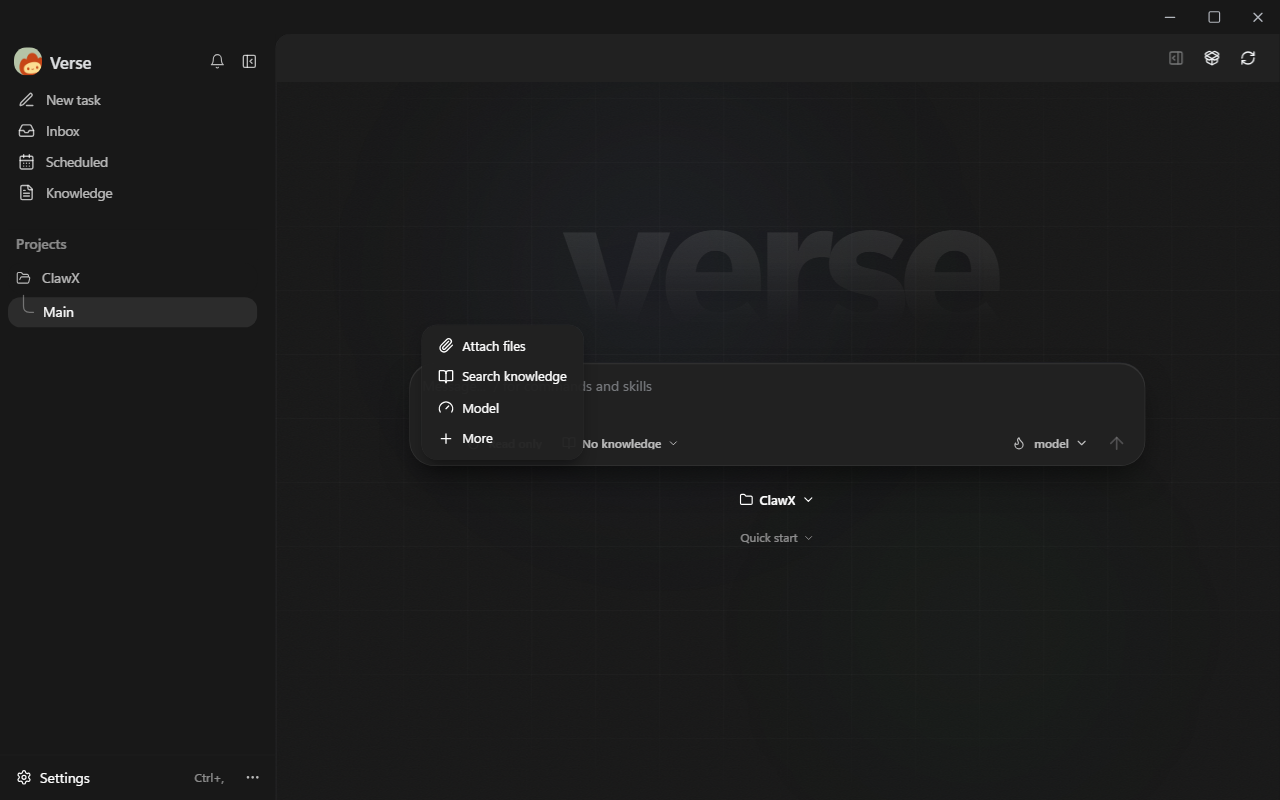 Verse
New task
Inbox
Scheduled
Knowledge
Projects
ClawX
Main
Settings
Ctrl+,
verse
Attach files
Search knowledge
Model
More
and skills
No knowledge
model
ClawX
Quick start